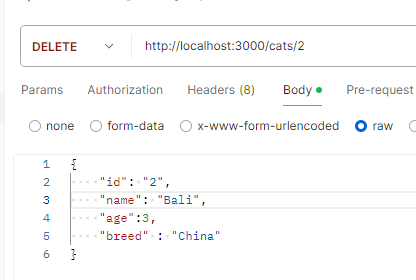 DELETE http://localhost:3000/cats/2
Params Authorization Headers (8) Body Pre-request
none form-data x-www-form-urlencoded raw
1 {
2 "id": "2",
3 "name": "Bali",
4 "age":3,
5 "breed" : "China"
6 }